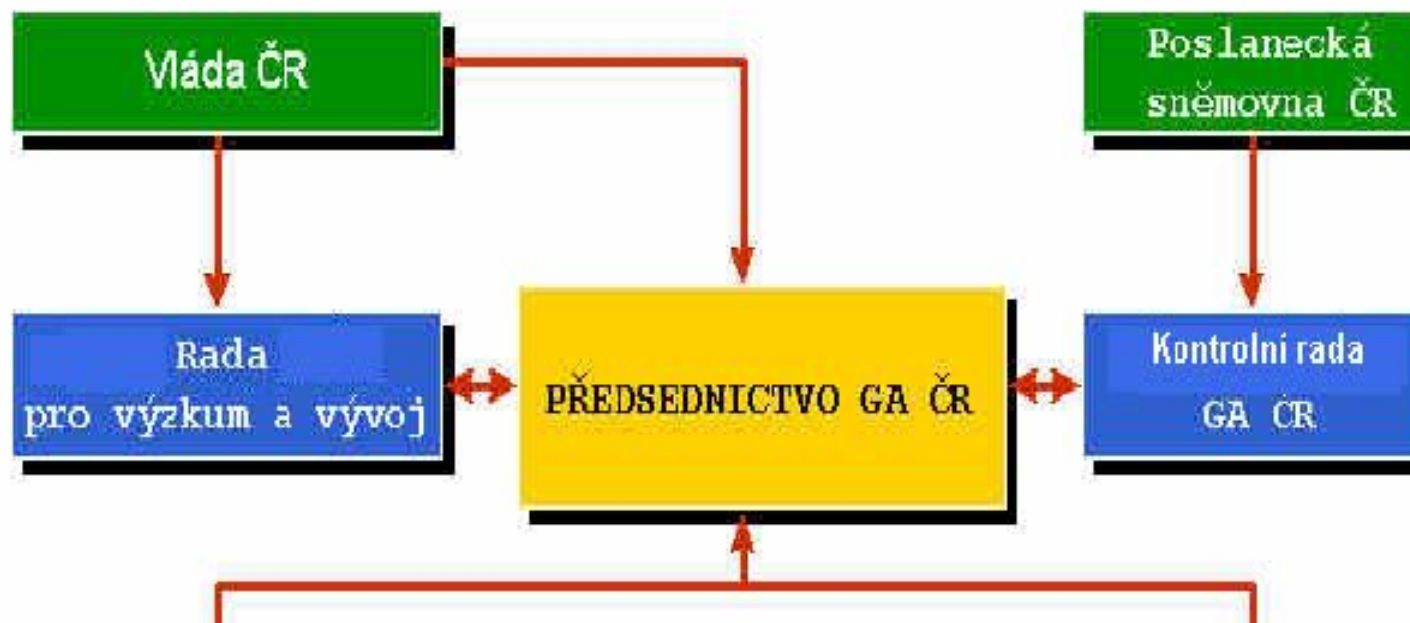 Vláda ČR
Poslanecká
sněmovna ČR
Rada
pro výzkum a vývoj
PŘEDSEDNICTVO GA ČR
Kontrolní rada
GA ČR